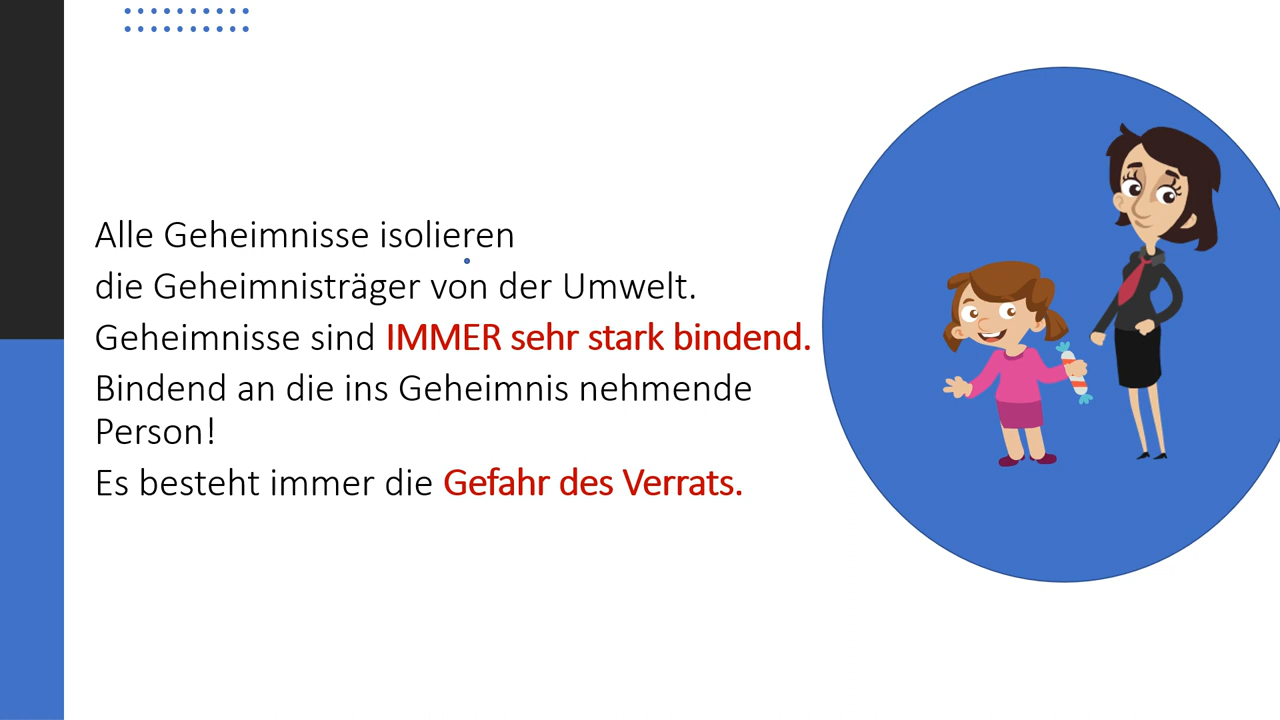 Alle Geheimnisse isolieren
die Geheimnisträger von der Umwelt.
Geheimnisse sind IMMER sehr stark bindend.
Bindend an die ins Geheimnis nehmende
Person!
Es besteht immer die Gefahr des Verrats.